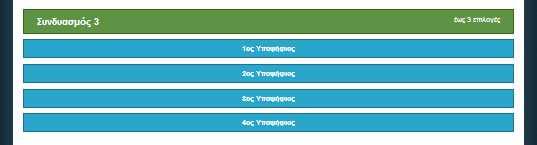 Συνδυασμός 3
έως 3 επιλογές
1ος Υποψήφιος
2ος Υποψήφιος
3ος Υποψήφιος
4ος Υποψήφιος